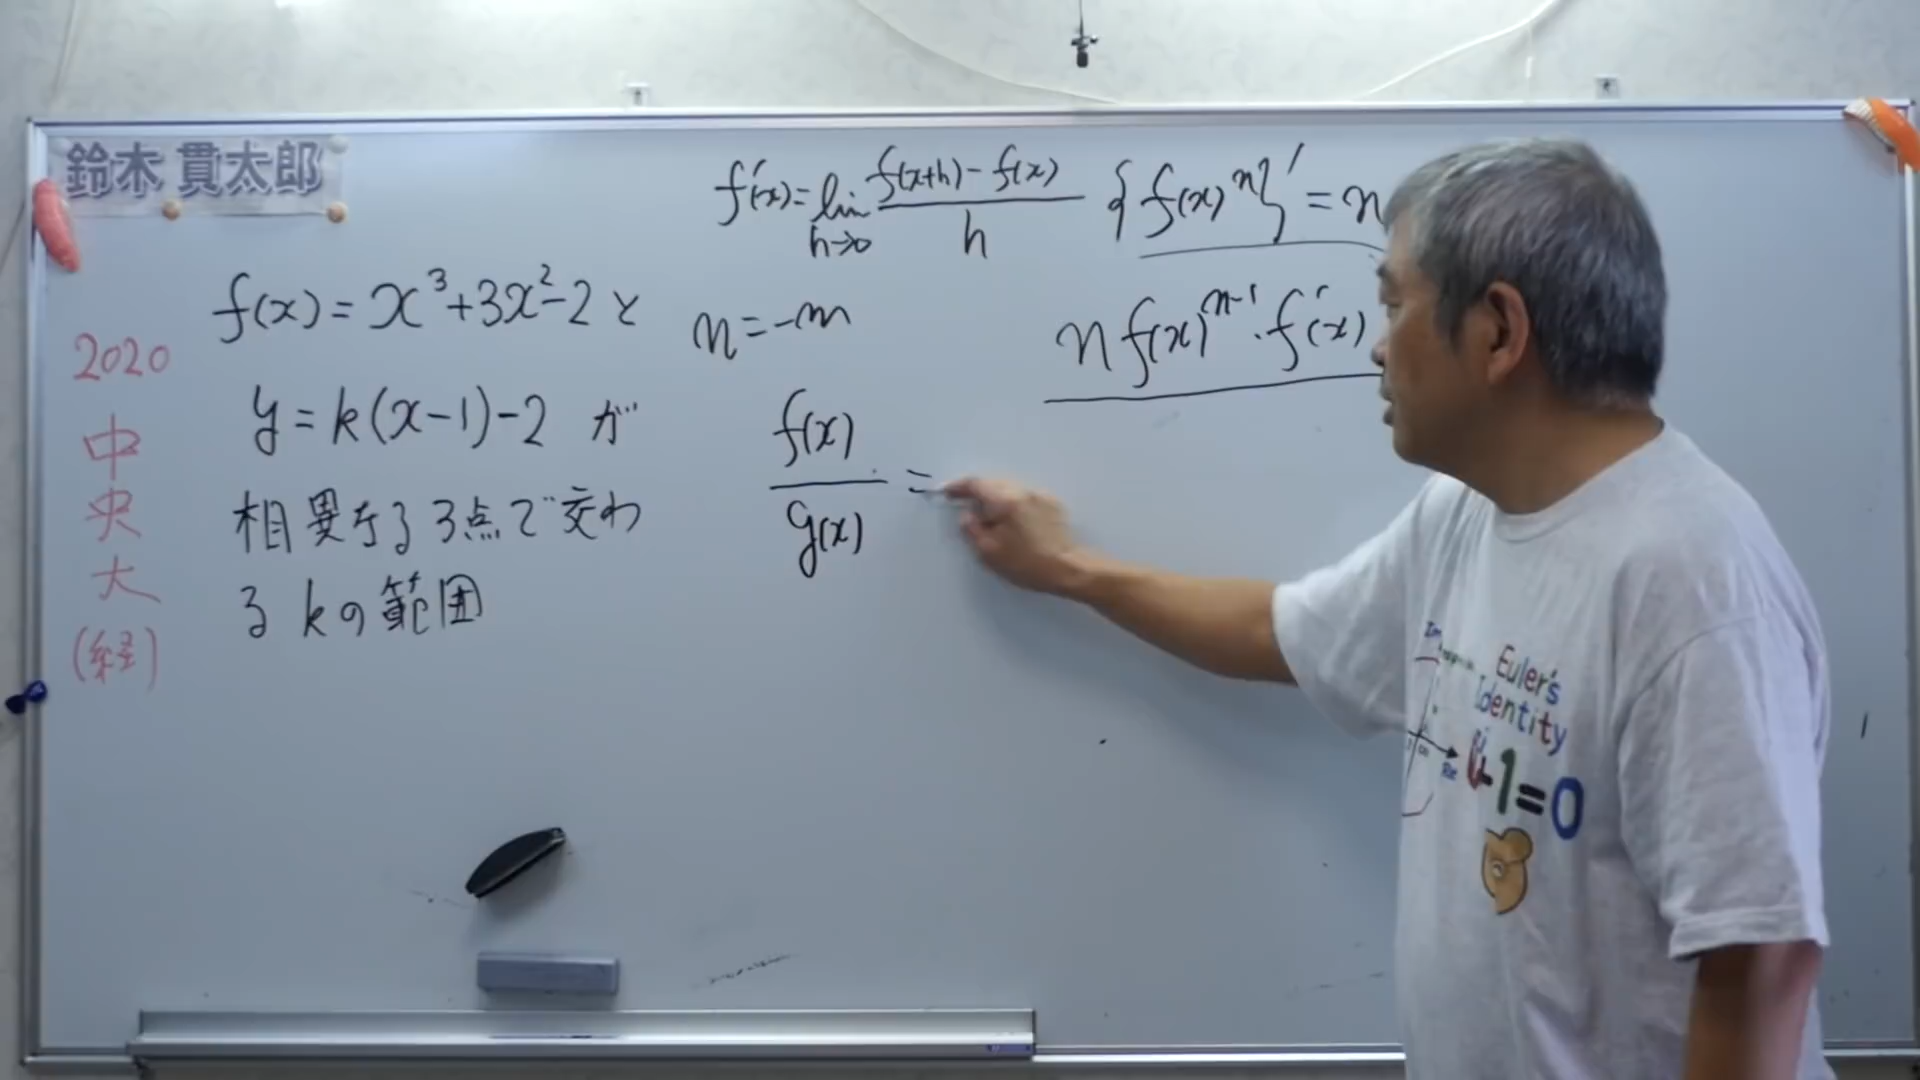 鈴木 貫太郎
2020
中
央
大
(経)
f(x) = x³+3x²-2と
y = k(x-1)-2 が
相異なる3点で交わ
る kの範囲
f'(x) = lim h→0 f(x+h)-f(x) / h
{f(x)ⁿ}' = n
n = -m
n f(x)ⁿ⁻¹・f'(x)
f(x) / g(x) =
Euler's
Identity
-1=0